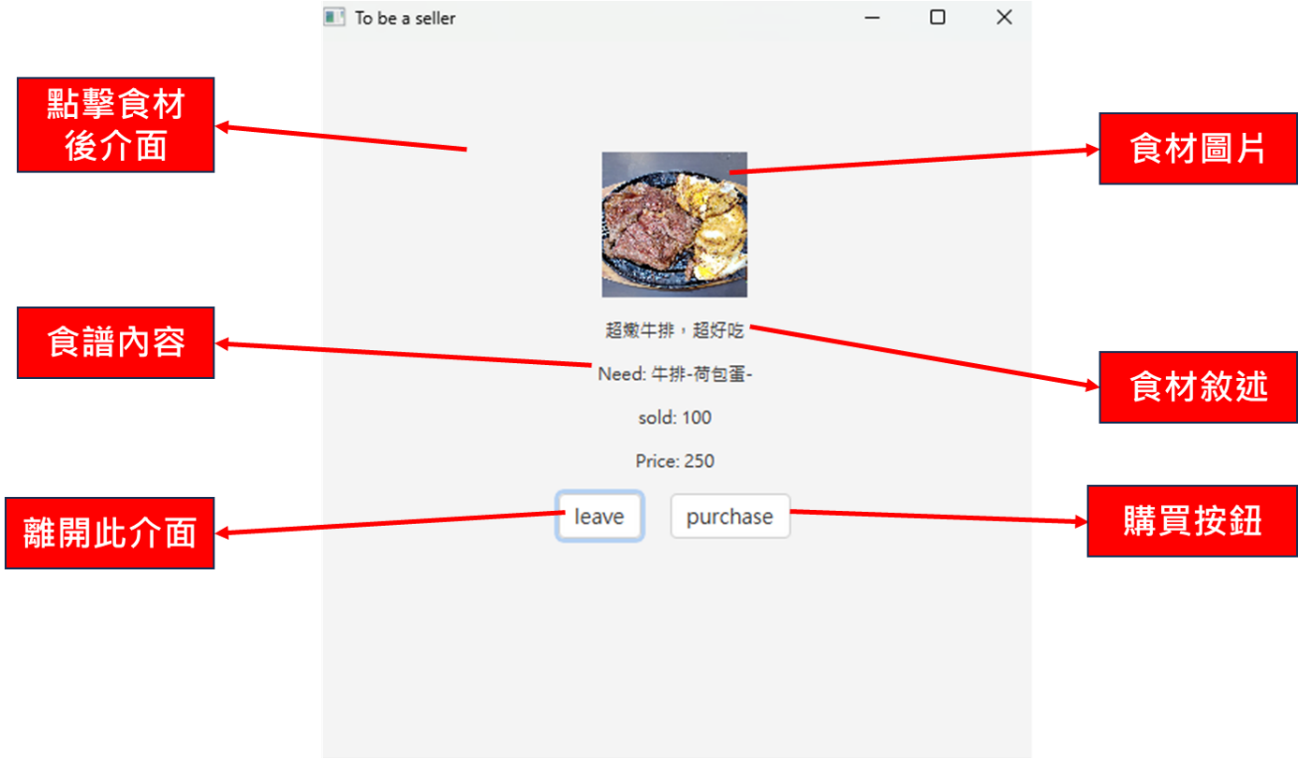 To be a seller
點擊食材
後介面
食材圖片
超嫩牛排，超好吃
食譜內容
Need: 牛排-荷包蛋-
食材敘述
sold: 100
Price: 250
離開此介面
leave
purchase
購買按鈕